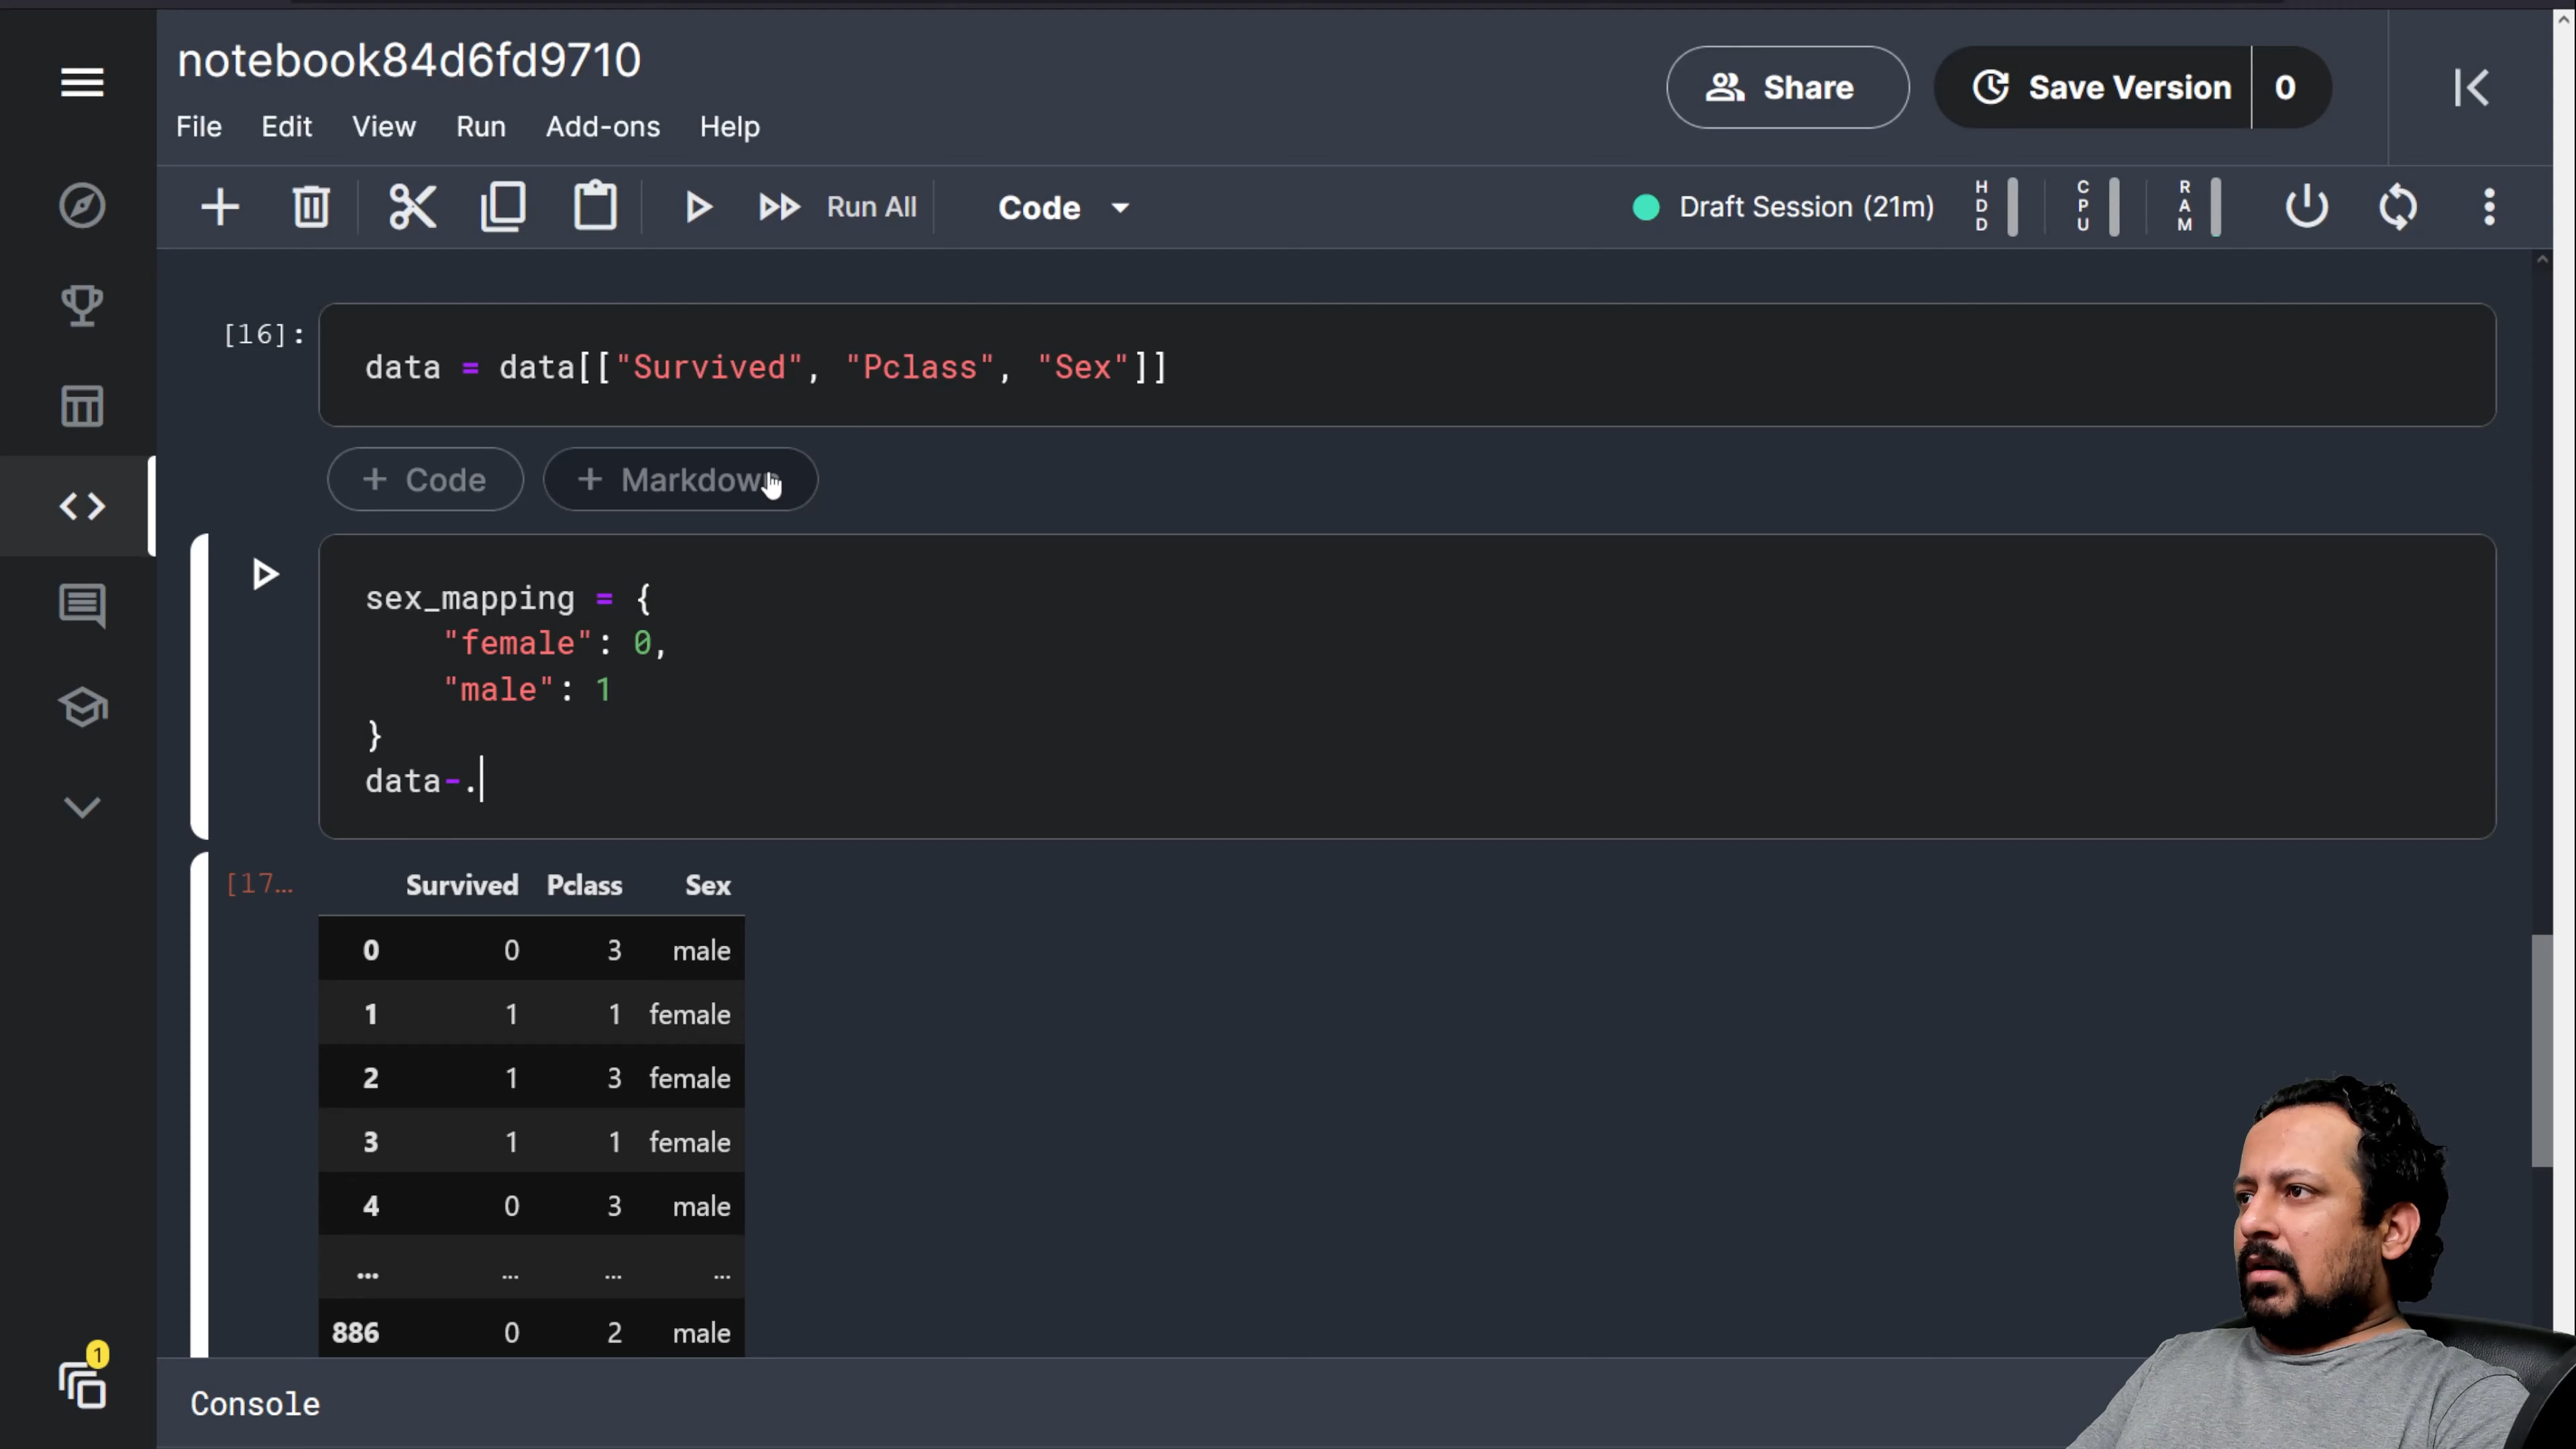 notebook84d6fd9710
File Edit View Run Add-ons Help
Share
Save Version 0
Run All
Code
Draft Session (21m)
HDD
CPU
RAM
[16]:
data = data[["Survived", "Pclass", "Sex"]]
+ Code
+ Markdown
sex_mapping = {
"female": 0,
"male": 1
}
data-.
[17...
Survived Pclass Sex
0 0 3 male
1 1 1 female
2 1 3 female
3 1 1 female
4 0 3 male
... ... ... ...
886 0 2 male
1
Console